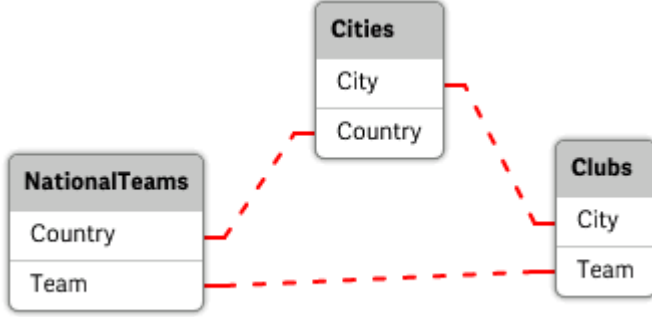 Cities
City
Country
NationalTeams
Country
Team
Clubs
City
Team